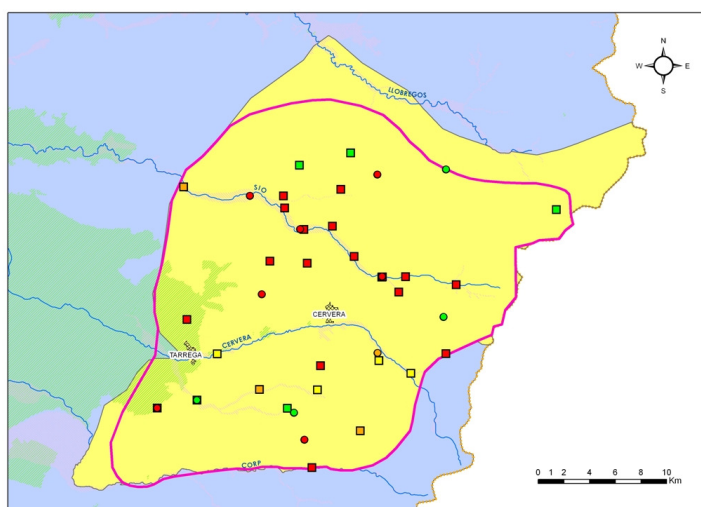 N
W E
S
LLOBREGOS
SIO
CERVERA
CERVERA
TARREGA
CORP
0 1 2 4 6 8 10
Km